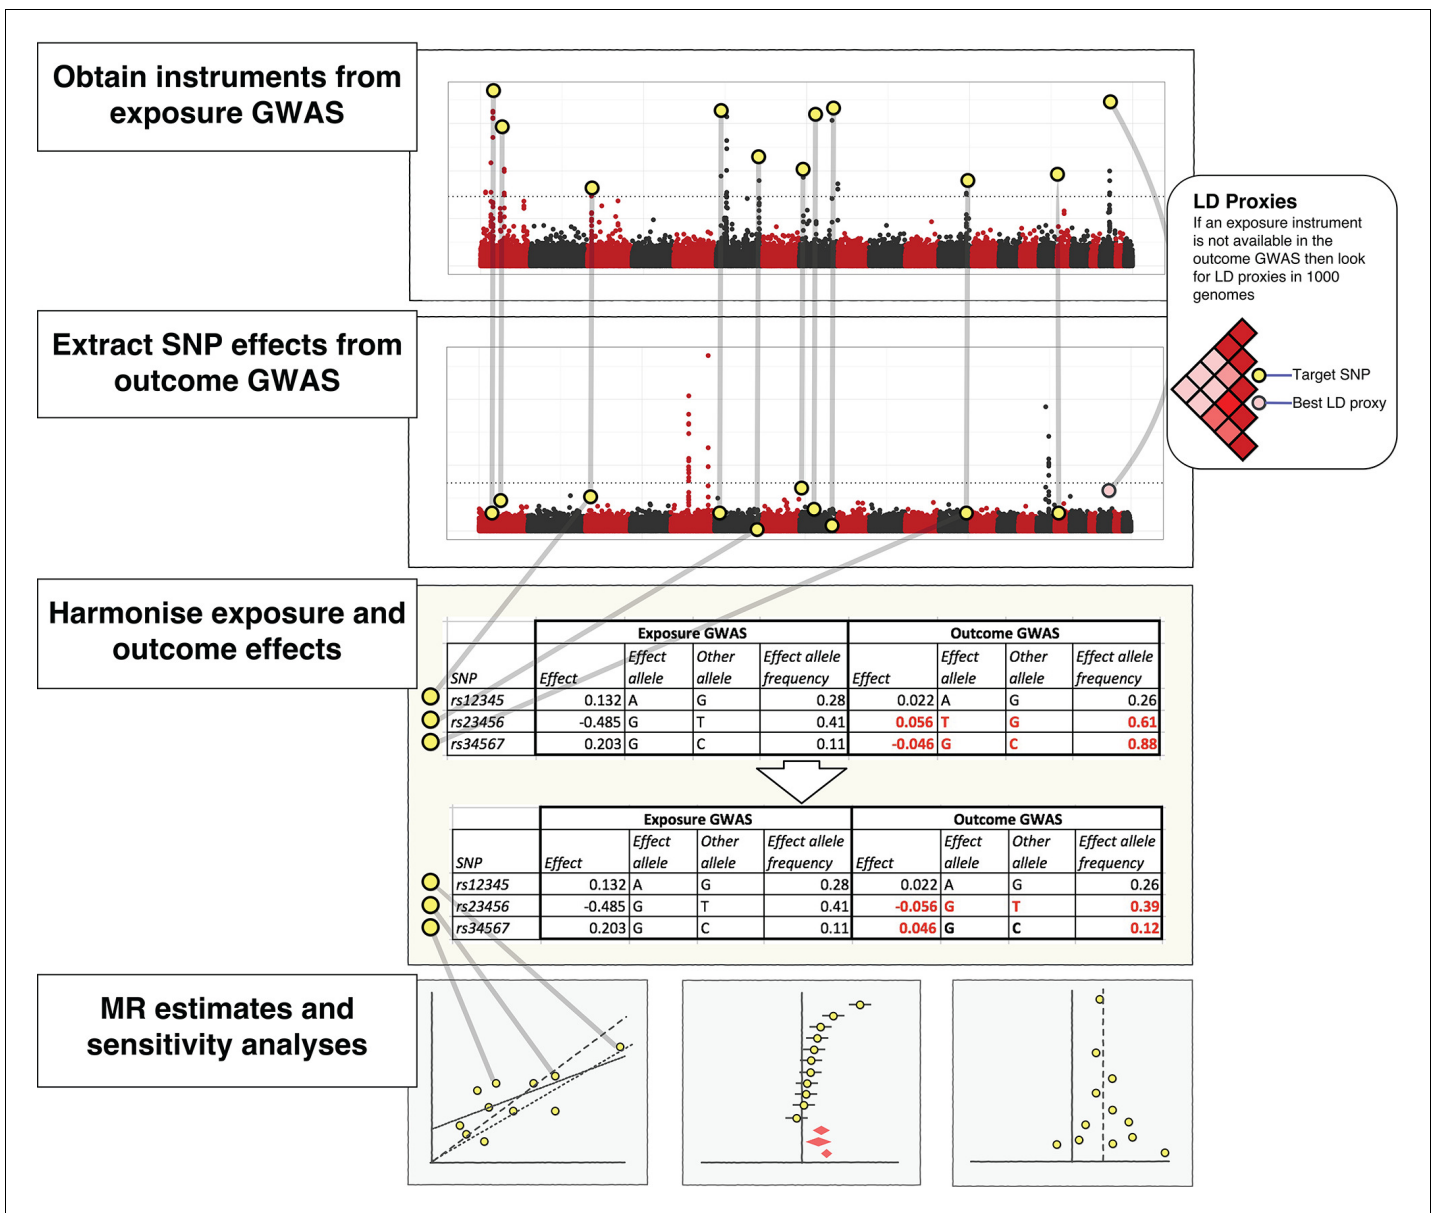 Obtain instruments from
exposure GWAS
LD Proxies
If an exposure instrument
is not available in the
outcome GWAS then look
for LD proxies in 1000
genomes
Target SNP
Best LD proxy
Extract SNP effects from
outcome GWAS
Harmonise exposure and
outcome effects
Exposure GWAS Outcome GWAS
Effect Other Effect allele Effect Other Effect allele
SNP Effect allele allele frequency Effect allele allele frequency
rs12345 0.132 A G 0.28 0.022 A G 0.26
rs23456 -0.485 G T 0.41 0.056 T G 0.61
rs34567 0.203 G C 0.11 -0.046 G C 0.88
Exposure GWAS Outcome GWAS
Effect Other Effect allele Effect Other Effect allele
SNP Effect allele allele frequency Effect allele allele frequency
rs12345 0.132 A G 0.28 0.022 A G 0.26
rs23456 -0.485 G T 0.41 -0.056 G T 0.39
rs34567 0.203 G C 0.11 0.046 G C 0.12
MR estimates and
sensitivity analyses